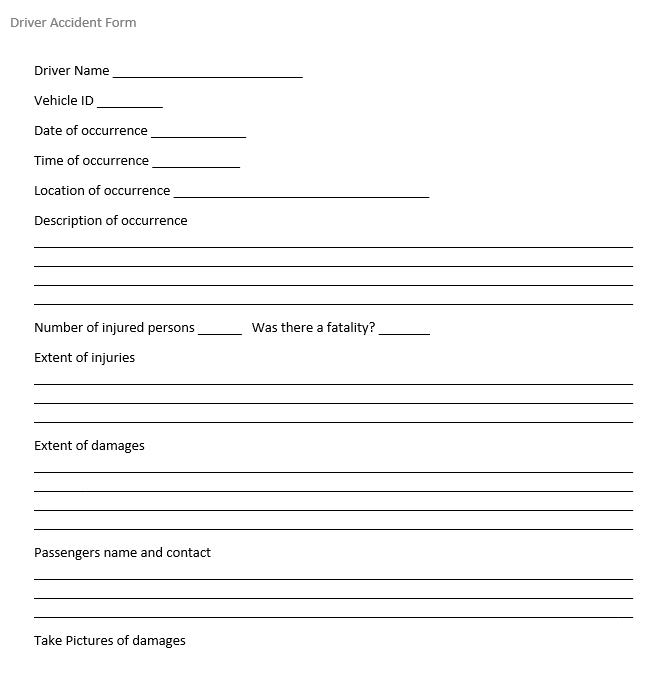 Driver Accident Form
Driver Name ___________________________
Vehicle ID _________
Date of occurrence _____________
Time of occurrence ____________
Location of occurrence ____________________________________
Description of occurrence
Number of injured persons ______ Was there a fatality? _______
Extent of injuries
Extent of damages
Passengers name and contact
Take Pictures of damages